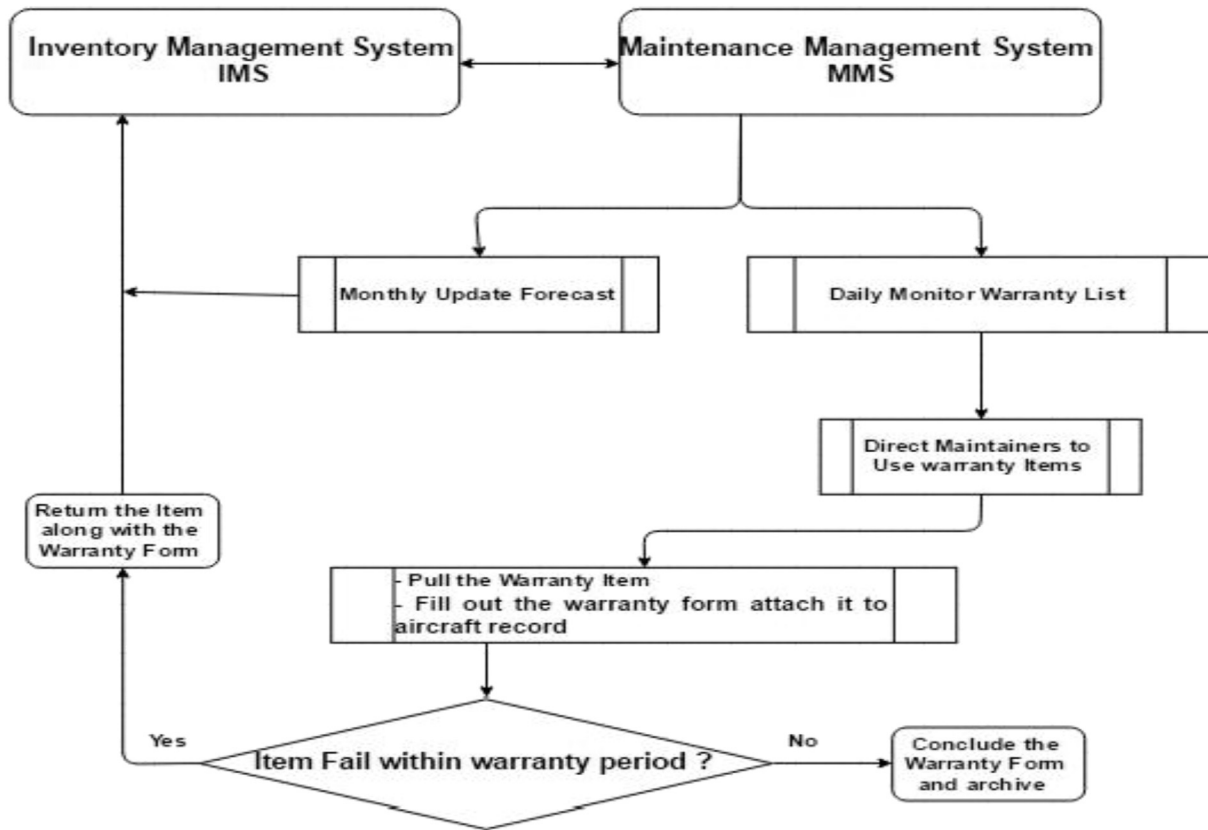 Inventory Management System
IMS
Maintenance Management System
MMS
Monthly Update Forecast
Daily Monitor Warranty List
Direct Maintainers to
Use warranty Items
Return the Item
along with the
Warranty Form
- Pull the Warranty Item
- Fill out the warranty form attach it to
aircraft record
Yes
Item Fail within warranty period ?
No
Conclude the
Warranty Form
and archive